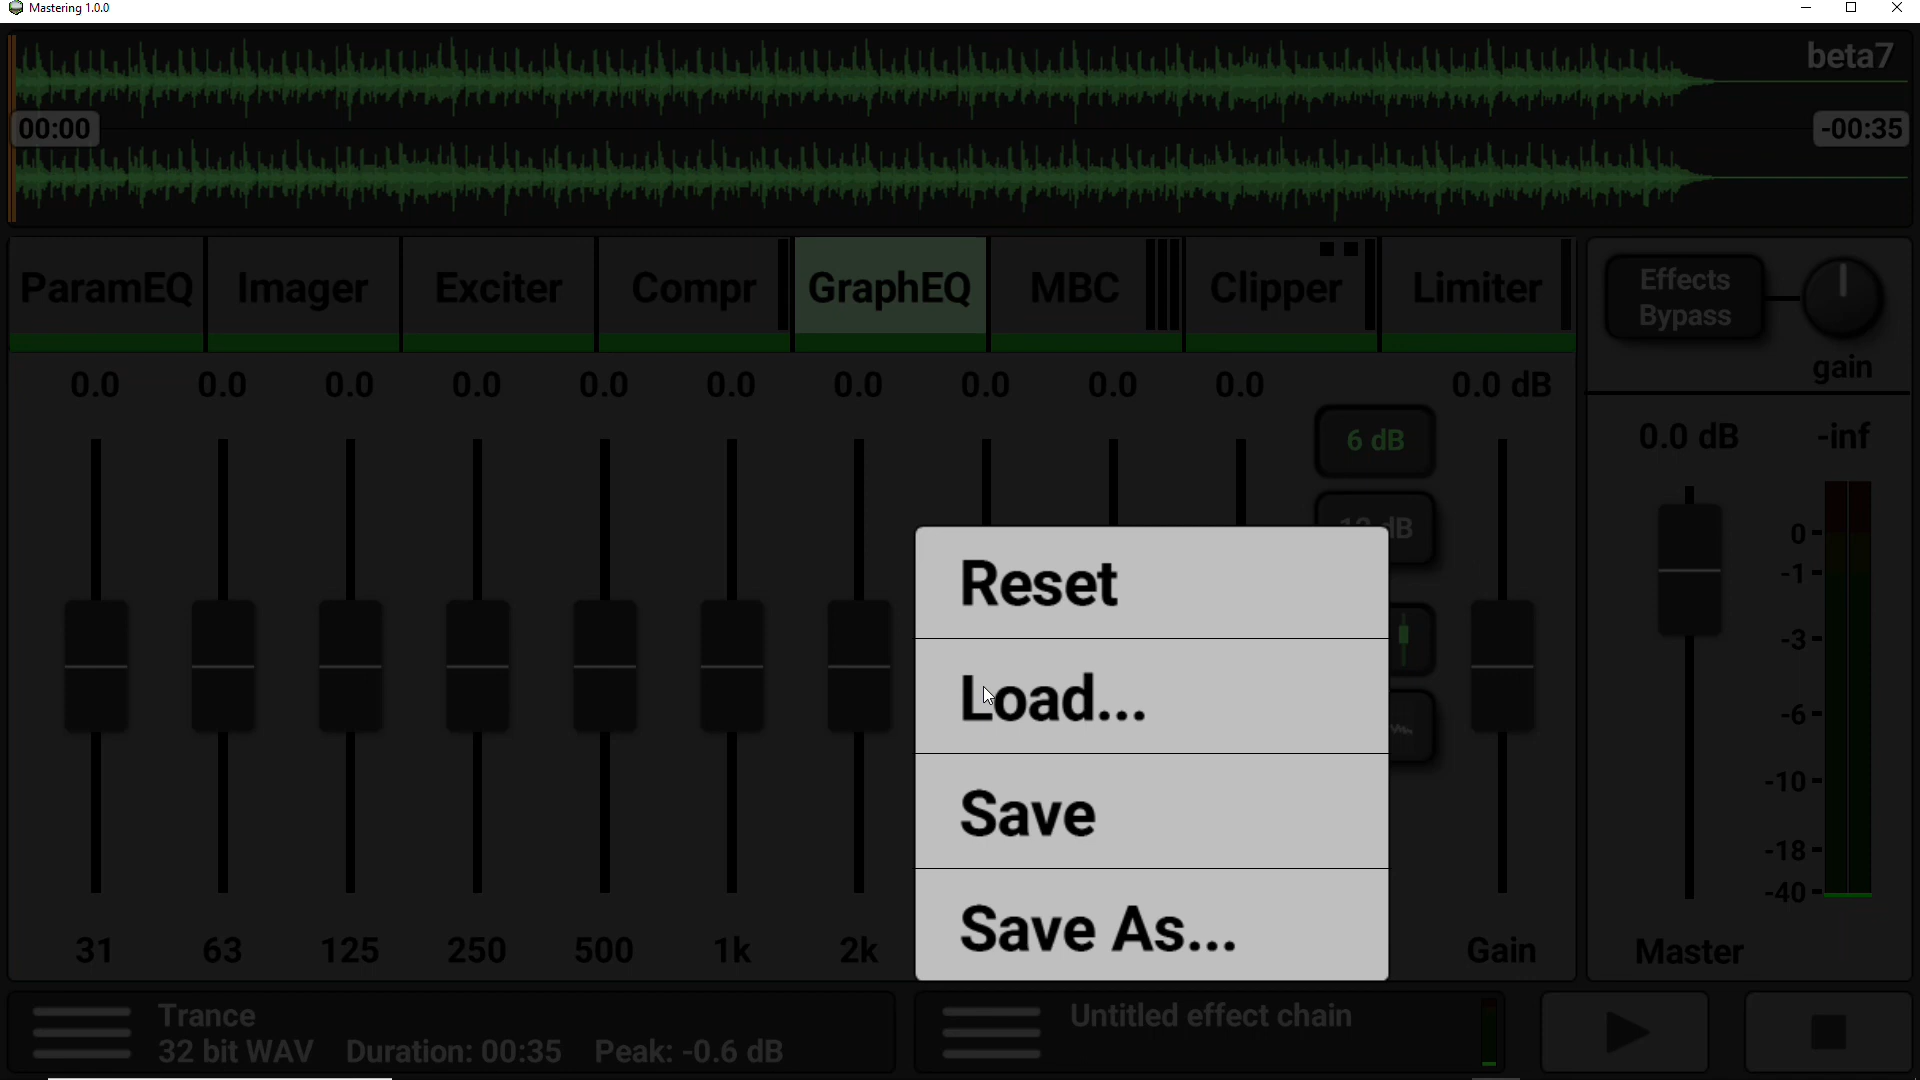 Mastering 1.0.0
beta7
00:00
-00:35
ParamEQ
Imager
Exciter
Compr
GraphEQ
MBC
Clipper
Limiter
Effects
Bypass
gain
0.0
0.0
0.0
0.0
0.0
0.0
0.0
0.0
0.0
0.0
0.0 dB
6 dB
0.0 dB
-inf
0
-1
-3
-6
-10
-18
-40
Reset
Load...
Save
Save As...
31
63
125
250
500
1k
2k
Gain
Master
Trance
32 bit WAV Duration: 00:35 Peak: -0.6 dB
Untitled effect chain